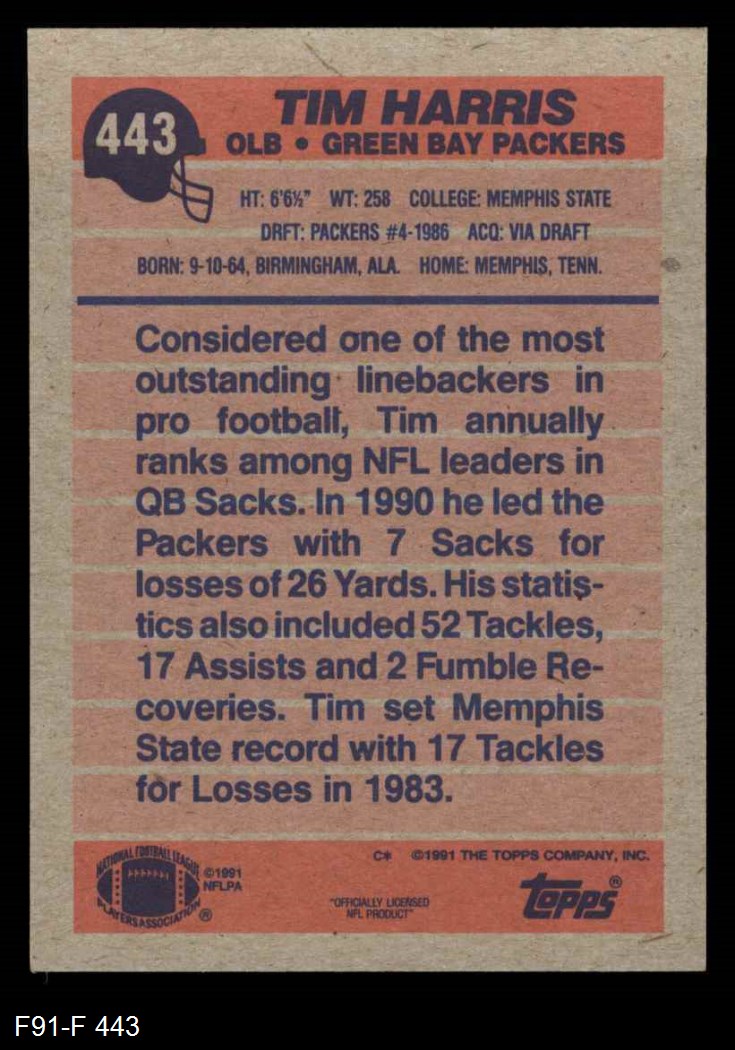 443
TIM HARRIS
OLB • GREEN BAY PACKERS
HT: 6'6½" WT: 258 COLLEGE: MEMPHIS STATE
DRFT: PACKERS #4-1986 ACQ: VIA DRAFT
BORN: 9-10-64, BIRMINGHAM, ALA. HOME: MEMPHIS, TENN.
Considered one of the most
outstanding linebackers in
pro football, Tim annually
ranks among NFL leaders in
QB Sacks. In 1990 he led the
Packers with 7 Sacks for
losses of 26 Yards. His statis-
tics also included 52 Tackles,
17 Assists and 2 Fumble Re-
coveries. Tim set Memphis
State record with 17 Tackles
for Losses in 1983.
NATIONAL FOOTBALL LEAGUE
PLAYERS ASSOCIATION ®
©1991
NFLPA
C* ©1991 THE TOPPS COMPANY, INC.
"OFFICIALLY LICENSED
NFL PRODUCT"
Topps®
F91-F 443